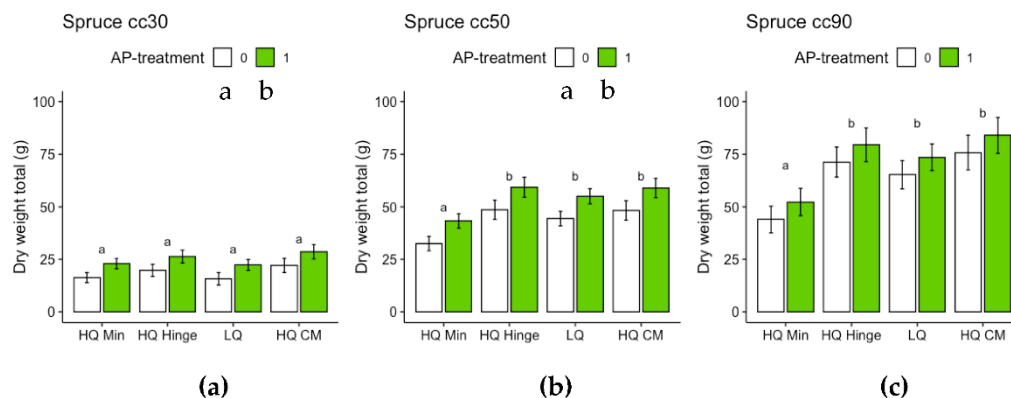 Spruce cc30
AP-treatment 0 1
a b
100
75
50
25
0
Dry weight total (g)
a a a a
HQ Min HQ Hinge LQ HQ CM
(a)
Spruce cc50
AP-treatment 0 1
a b
100
75
50
25
0
Dry weight total (g)
a b b b
HQ Min HQ Hinge LQ HQ CM
(b)
Spruce cc90
AP-treatment 0 1
100
75
50
25
0
Dry weight total (g)
a b b b
HQ Min HQ Hinge LQ HQ CM
(c)